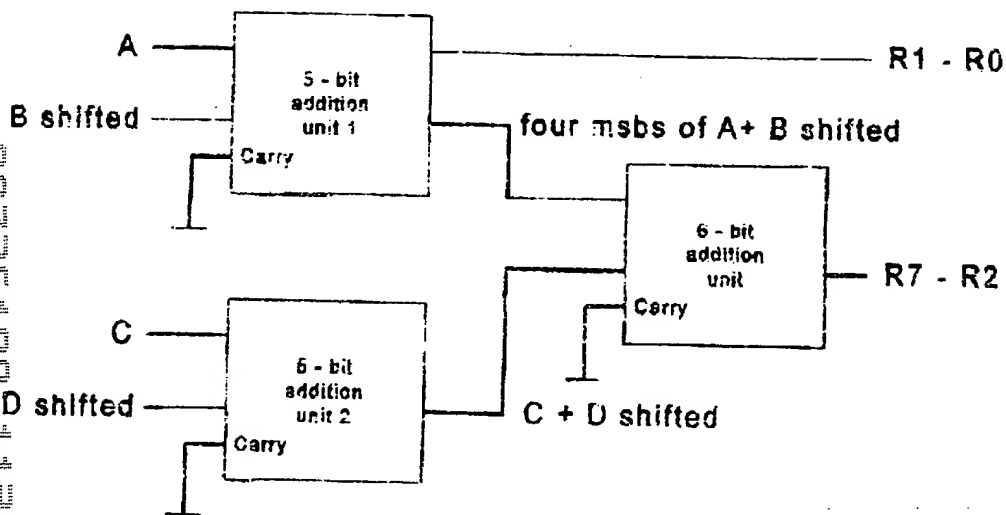 A
R1 - R0
5 - bit
addition
unit 1
B shifted
four msbs of A+ B shifted
Carry
6 - bit
addition
unit
R7 - R2
Carry
C
- bit
addition
unit 2
D shifted
C + D shifted
Carry